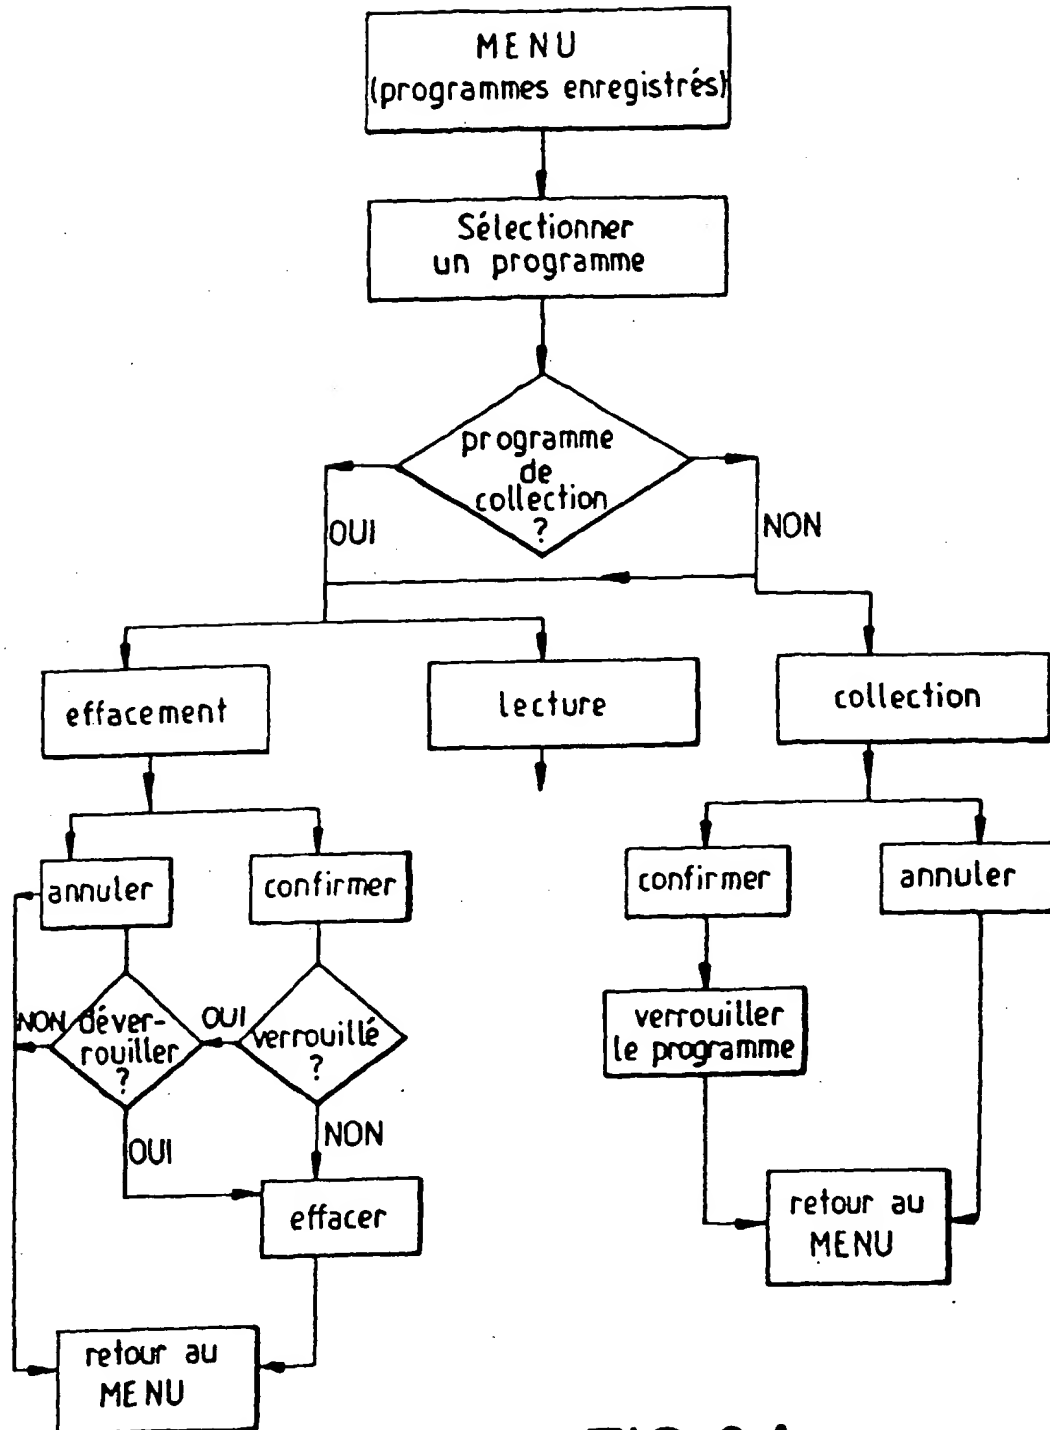 MENU
(programmes enregistrés)
Sélectionner
un programme
programme
de
collection
?
OUI
NON
effacement
lecture
collection
annuler
confirmer
confirmer
annuler
NON
déver-
rouiller
?
OUI
verrouillé
?
verrouiller
le programme
OUI
NON
effacer
retour au
MENU
retour au
MENU